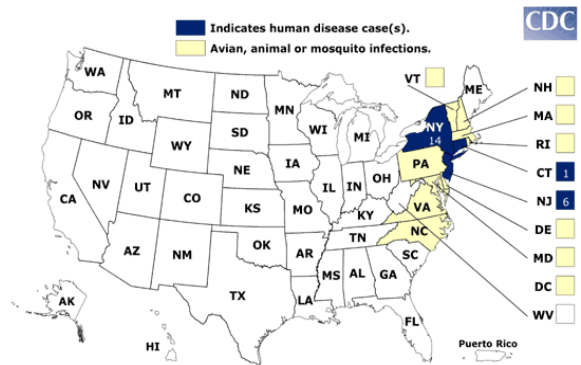 Indicates human disease case(s).
Avian, animal or mosquito infections.
CDC
WA
MT
ND
MN
VT
ME
NH
OR
ID
SD
WI
MI
NY
14
MA
WY
RI
NE
IA
PA
CT 1
NV
UT
CO
IL
IN
OH
CA
KS
MO
KY
VA
NJ 6
DE
AZ
NM
OK
AR
TN
NC
SC
MD
TX
MS
AL
GA
DC
AK
LA
FL
WV
HI
Puerto Rico